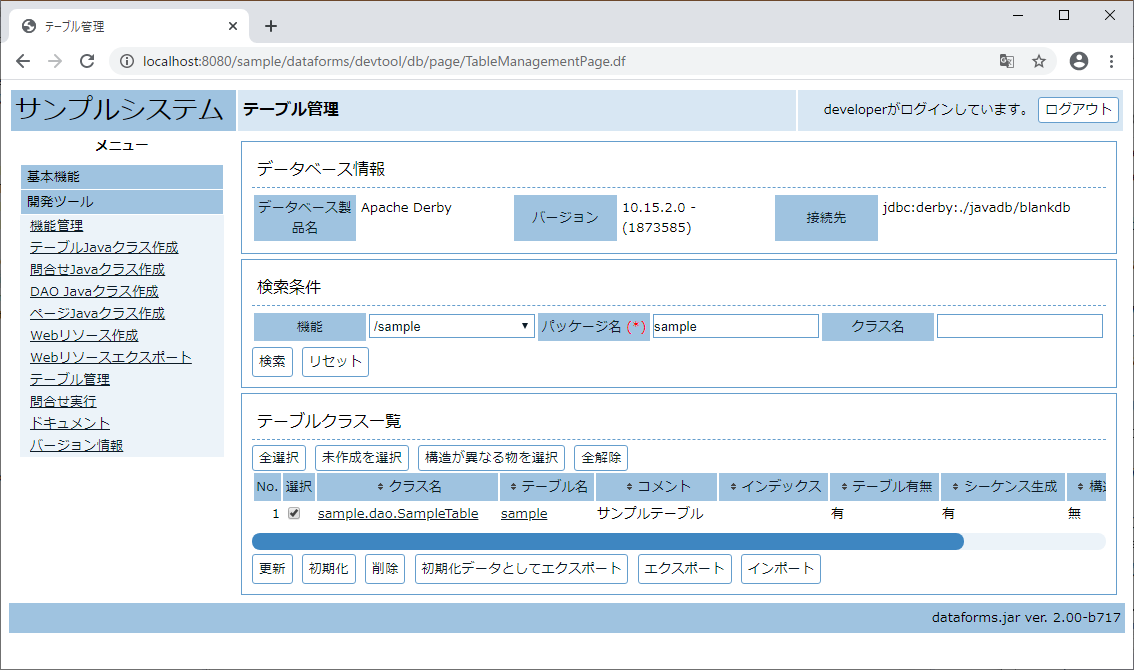 テーブル管理
localhost:8080/sample/dataforms/devtool/db/page/TableManagementPage.df
サンプルシステム
テーブル管理
developerがログインしています。 ログアウト
メニュー
基本機能
開発ツール
機能管理
テーブルJavaクラス作成
問合せJavaクラス作成
DAO Javaクラス作成
ページJavaクラス作成
Webリソース作成
Webリソースエクスポート
テーブル管理
問合せ実行
ドキュメント
バージョン情報
データベース情報
データベース製品名 Apache Derby バージョン 10.15.2.0 - (1873585) 接続先 jdbc:derby:./javadb/blankdb
検索条件
機能 /sample パッケージ名 (*) sample クラス名
検索 リセット
テーブルクラス一覧
全選択 未作成を選択 構造が異なる物を選択 全解除
No. 選択 クラス名 テーブル名 コメント インデックス テーブル有無 シーケンス生成 構
1 sample.dao.SampleTable sample サンプルテーブル 有 有 無
更新 初期化 削除 初期化データとしてエクスポート エクスポート インポート
dataforms.jar ver. 2.00-b717